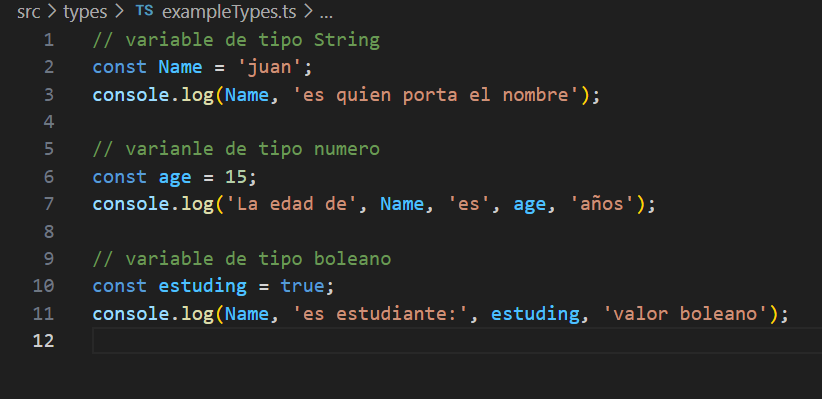 src > types > TS exampleTypes.ts > ...
1 // variable de tipo String
2 const Name = 'juan';
3 console.log(Name, 'es quien porta el nombre');
4
5 // varianle de tipo numero
6 const age = 15;
7 console.log('La edad de', Name, 'es', age, 'años');
8
9 // variable de tipo boleano
10 const estuding = true;
11 console.log(Name, 'es estudiante:', estuding, 'valor boleano');
12